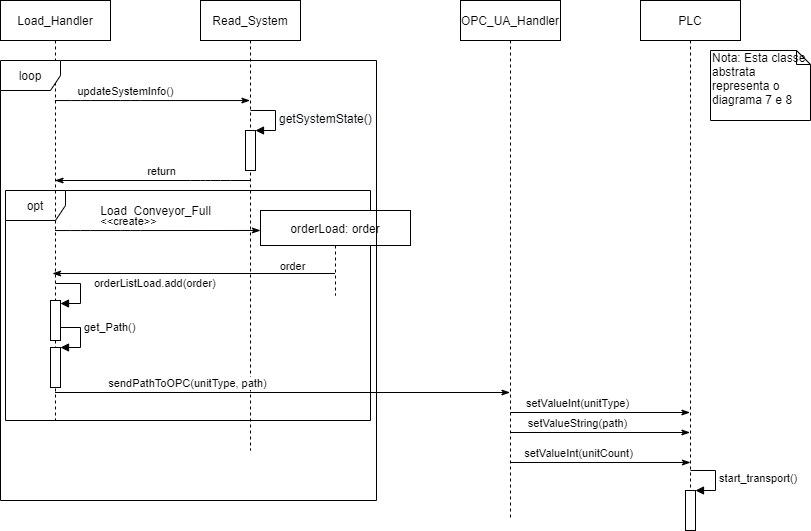 Load_Handler
Read_System
OPC_UA_Handler
PLC
Nota: Esta classe
abstrata
representa o
diagrama 7 e 8
loop
updateSystemInfo()
getSystemState()
return
opt
Load_Conveyor_Full
<<create>>
orderLoad: order
order
orderListLoad.add(order)
get_Path()
sendPathToOPC(unitType, path)
setValueInt(unitType)
setValueString(path)
setValueInt(unitCount)
start_transport()